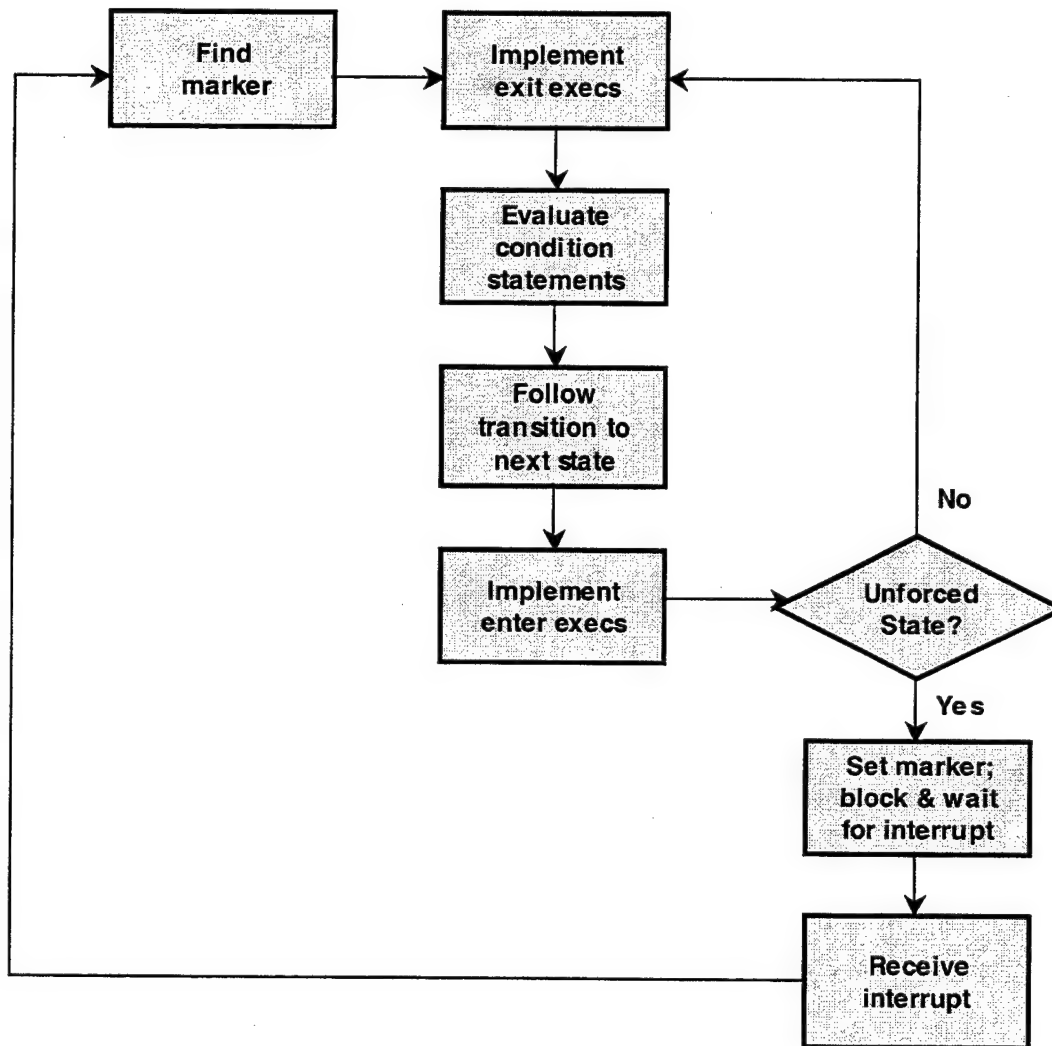 Find
marker
Implement
exit execs
Evaluate
condition
statements
Follow
transition to
next state
No
Implement
enter execs
Unforced
State?
Yes
Set marker;
block & wait
for interrupt
Receive
interrupt